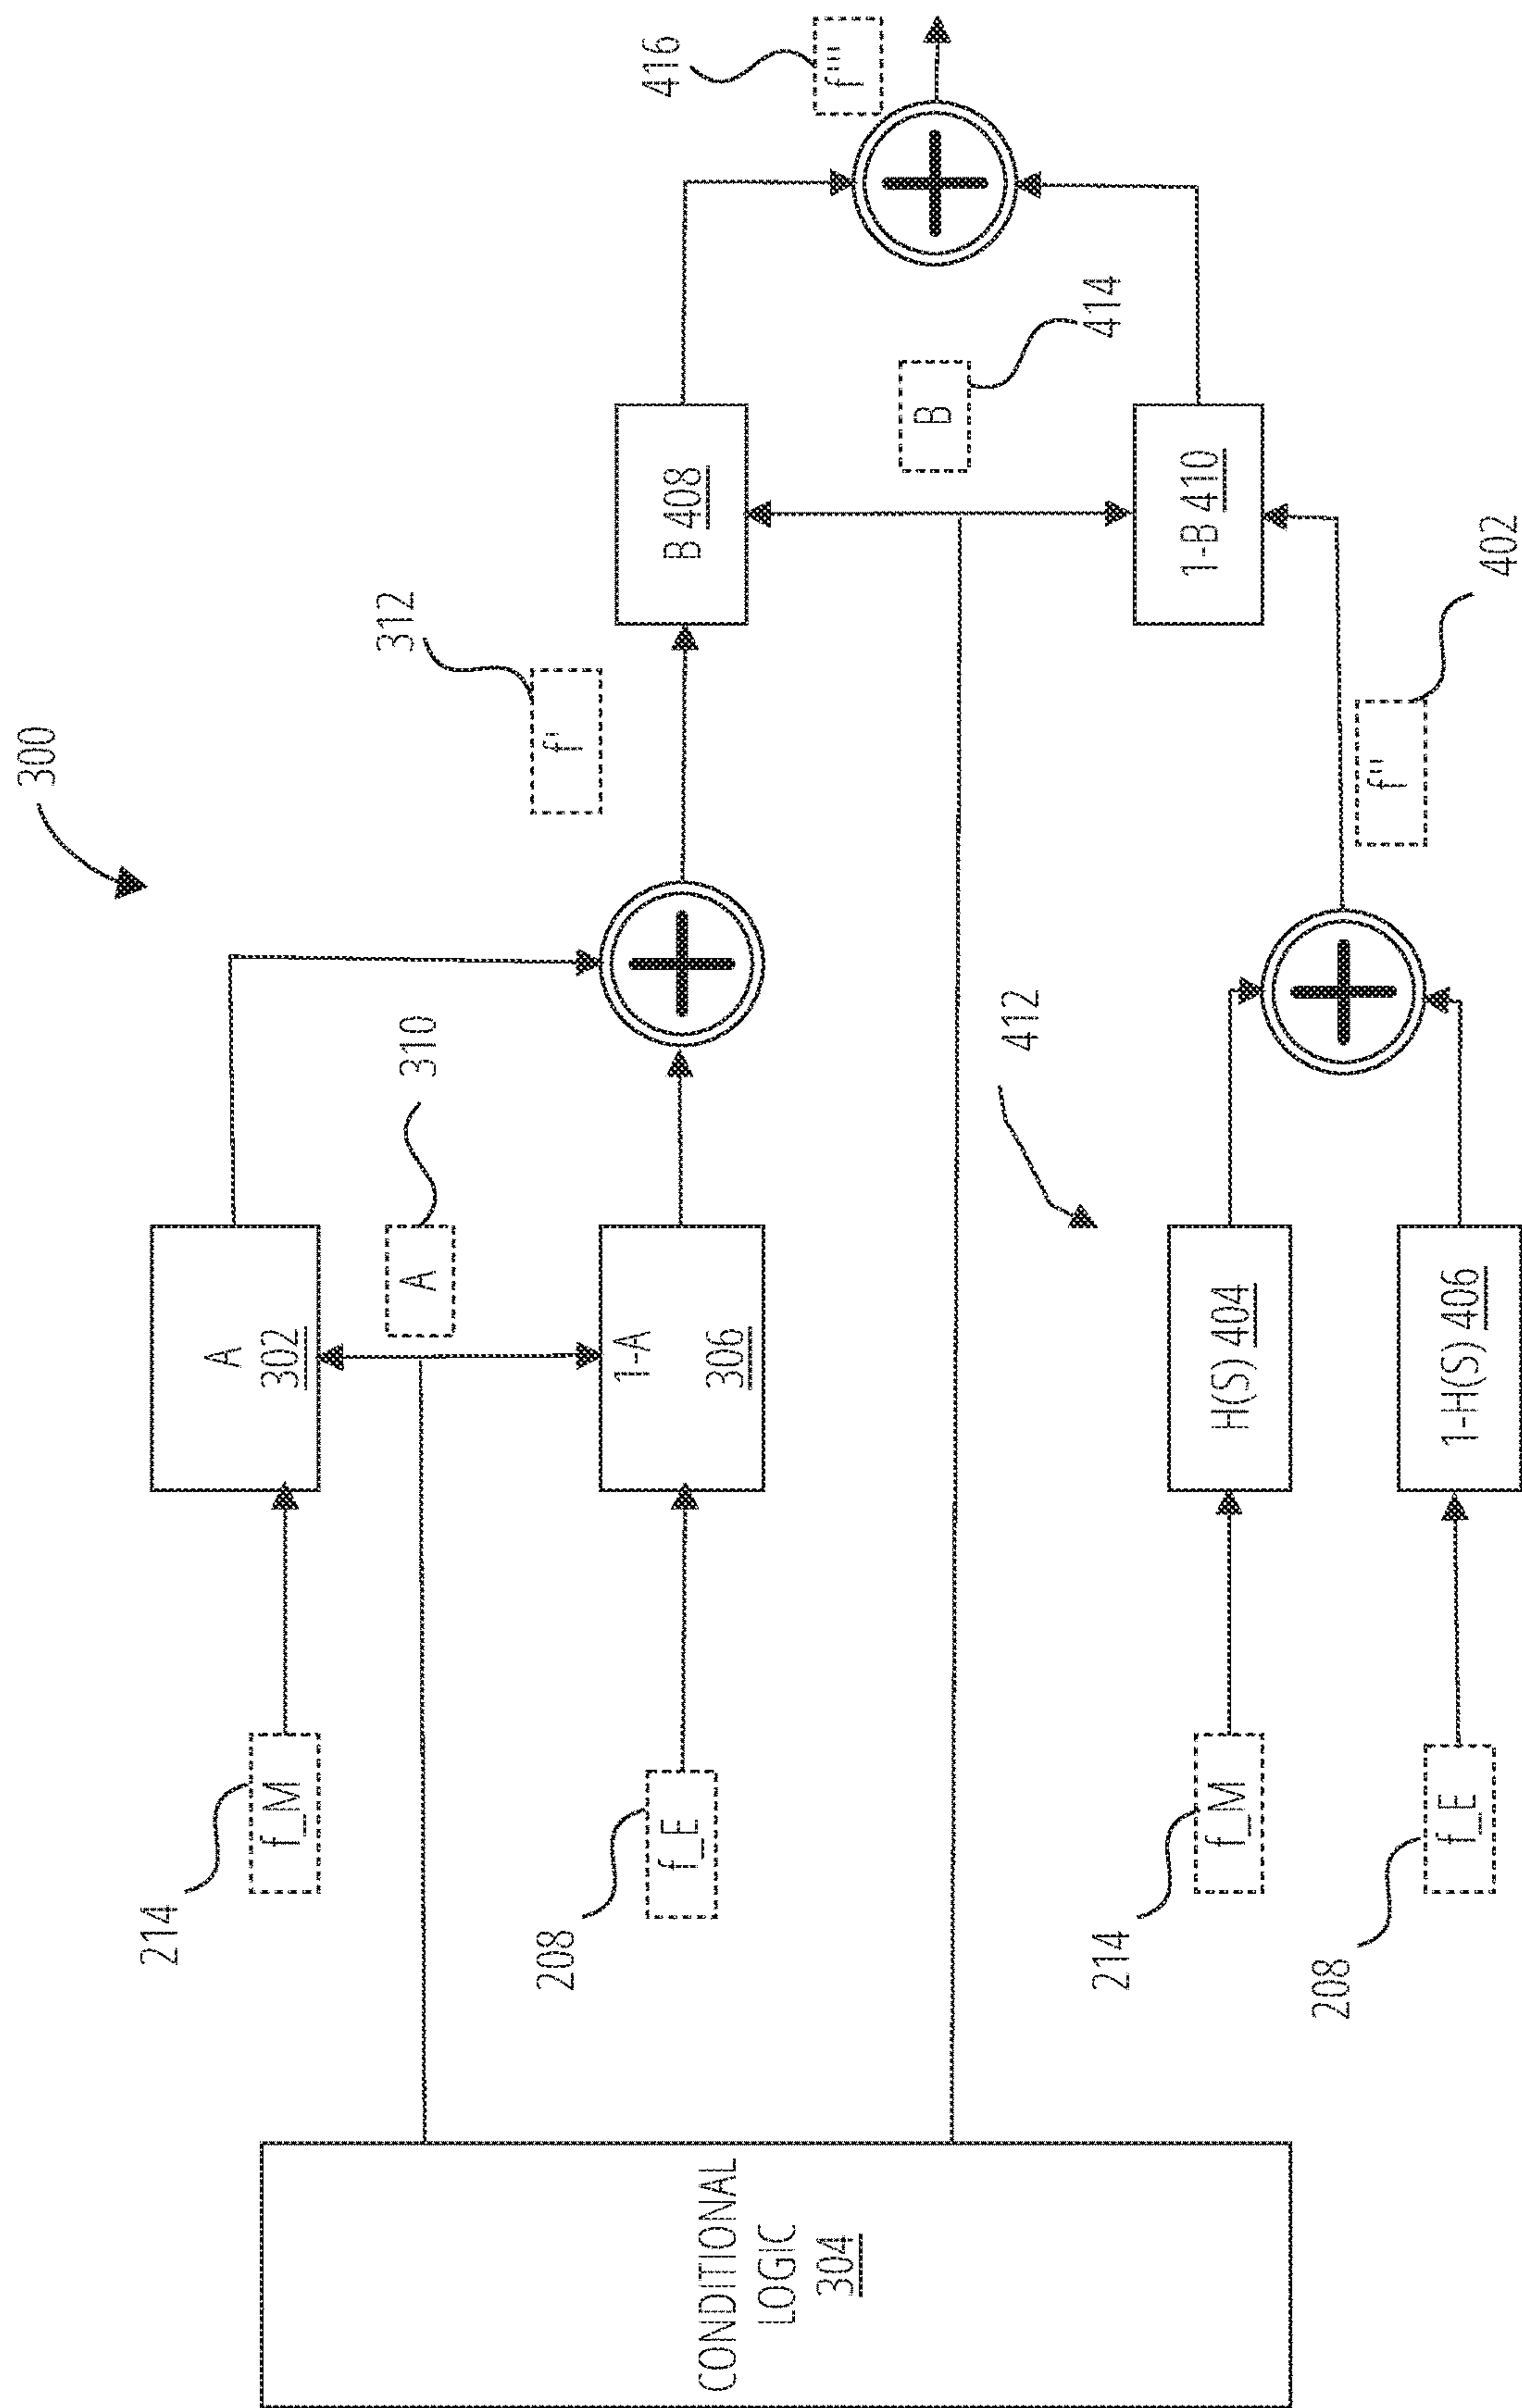 300
214
f_M
A
302
A
310
f'
312
208
f_E
1-A
306
B 408
416
f'''
CONDITIONAL
LOGIC
304
B
414
412
214
f_M
H(S) 404
1-B 410
f''
402
208
f_E
1-H(S) 406